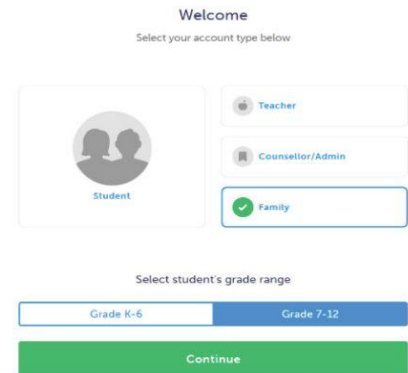 Welcome
Select your account type below
Teacher
Counsellor/Admin
Student
Family
Select student's grade range
Grade K-6
Grade 7-12
Continue